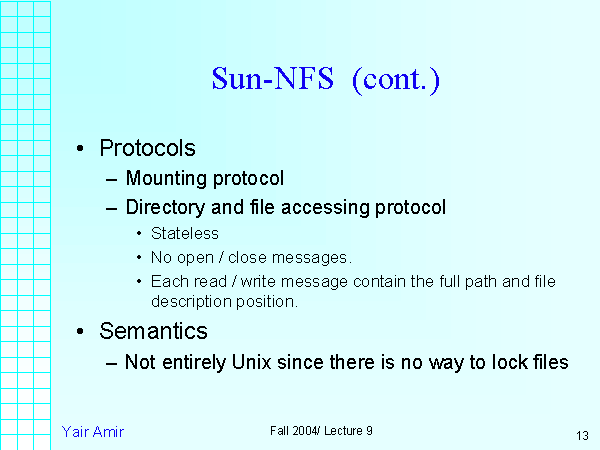 Sun-NFS (cont.)
• Protocols
– Mounting protocol
– Directory and file accessing protocol
• Stateless
• No open / close messages.
• Each read / write message contain the full path and file
description position.
• Semantics
– Not entirely Unix since there is no way to lock files
Yair Amir
Fall 2004/ Lecture 9
13